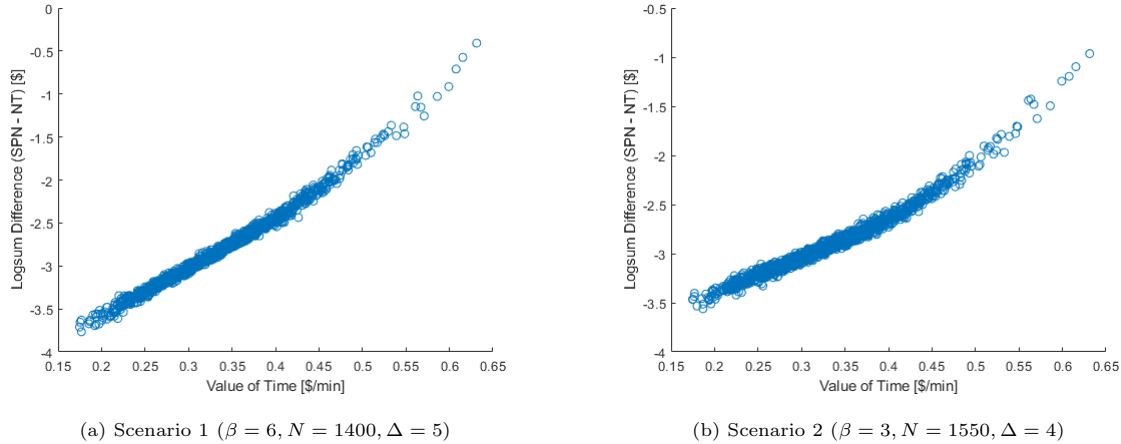 0
-0.5
-1
-1.5
-2
-2.5
-3
-3.5
-4
Logsum Difference (SPN - NT) [$]
0.15 0.2 0.25 0.3 0.35 0.4 0.45 0.5 0.55 0.6 0.65
Value of Time [$/min]
(a) Scenario 1 (β = 6, N = 1400, Δ = 5)
-0.5
-1
-1.5
-2
-2.5
-3
-3.5
-4
Logsum Difference (SPN - NT) [$]
0.15 0.2 0.25 0.3 0.35 0.4 0.45 0.5 0.55 0.6 0.65
Value of Time [$/min]
(b) Scenario 2 (β = 3, N = 1550, Δ = 4)